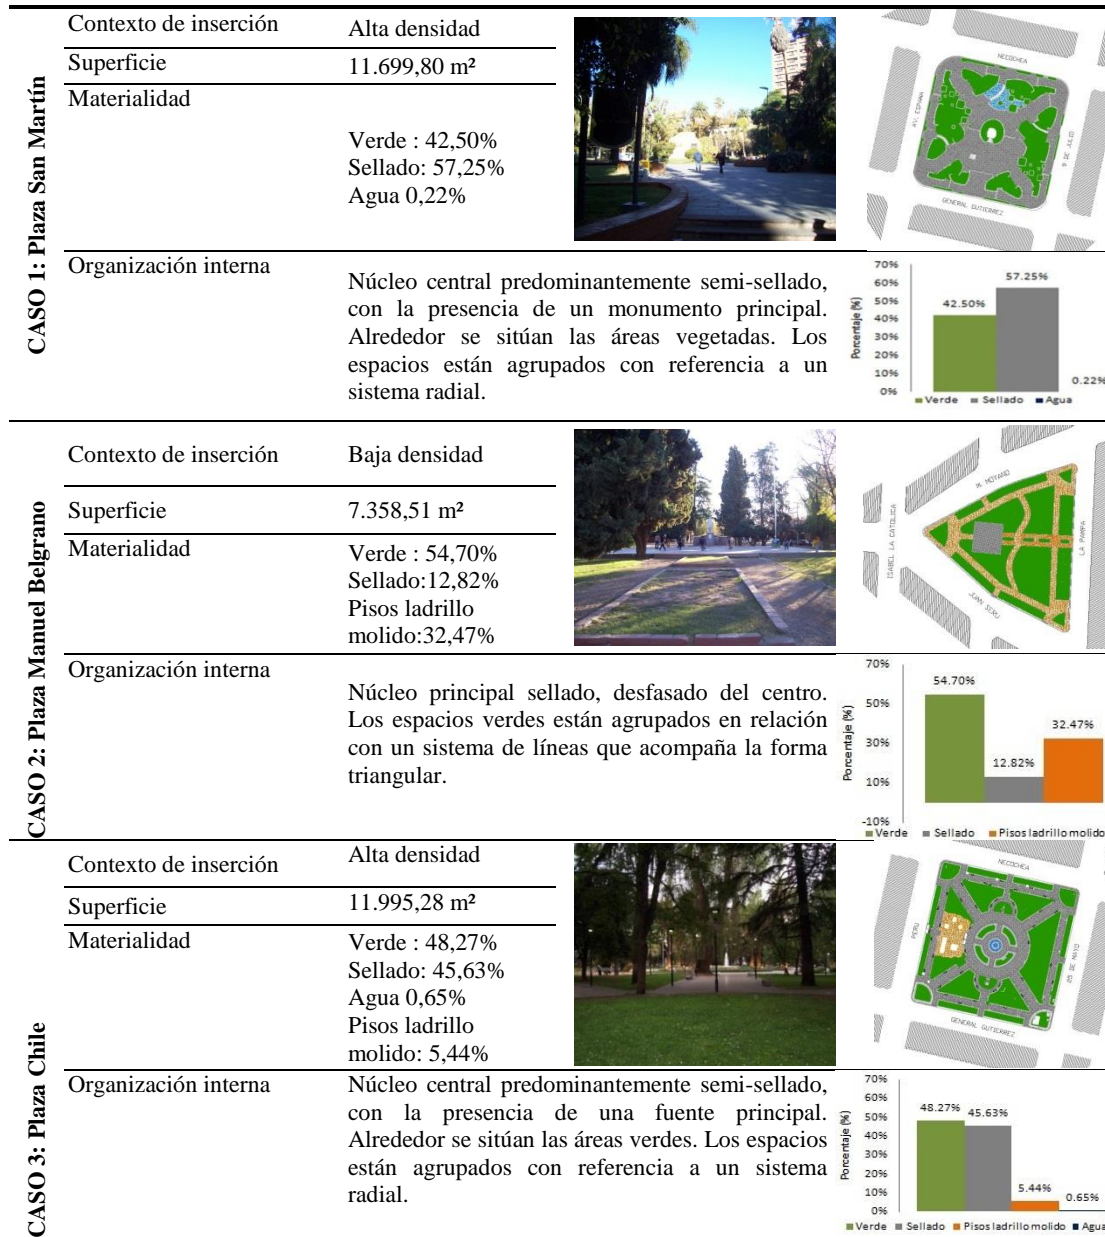 CASO 1: Plaza San Martín
Contexto de inserción
Alta densidad
Superficie
11.699,80 m²
Materialidad
Verde : 42,50%
Sellado: 57,25%
Agua 0,22%
NECOCHEA
AV. ESPAÑA
9 DE JULIO
GENERAL GUTIERREZ
Organización interna
Núcleo central predominantemente semi-sellado,
con la presencia de un monumento principal.
Alrededor se sitúan las áreas vegetadas. Los
espacios están agrupados con referencia a un
sistema radial.
Porcentaje (%)
70%
60%
50%
40%
30%
20%
10%
0%
42.50%
57.25%
0.22%
Verde Sellado Agua
CASO 2: Plaza Manuel Belgrano
Contexto de inserción
Baja densidad
Superficie
7.358,51 m²
Materialidad
Verde : 54,70%
Sellado:12,82%
Pisos ladrillo
molido:32,47%
M. MOYANO
ISABEL LA CATOLICA
LA PAMPA
JUAN
Organización interna
Núcleo principal sellado, desfasado del centro.
Los espacios verdes están agrupados en relación
con un sistema de líneas que acompaña la forma
triangular.
Porcentaje (%)
70%
50%
30%
10%
-10%
54.70%
12.82%
32.47%
Verde Sellado Pisos ladrillo molido
CASO 3: Plaza Chile
Contexto de inserción
Alta densidad
Superficie
11.995,28 m²
Materialidad
Verde : 48,27%
Sellado: 45,63%
Agua 0,65%
Pisos ladrillo
molido: 5,44%
NECOCHEA
PERU
25 DE MAYO
GENERAL GUTIERREZ
Organización interna
Núcleo central predominantemente semi-sellado,
con la presencia de una fuente principal.
Alrededor se sitúan las áreas verdes. Los espacios
están agrupados con referencia a un sistema
radial.
Porcentaje (%)
70%
60%
50%
40%
30%
20%
10%
0%
48.27%
45.63%
5.44%
0.65%
Verde Sellado Pisos ladrillo molido Agua